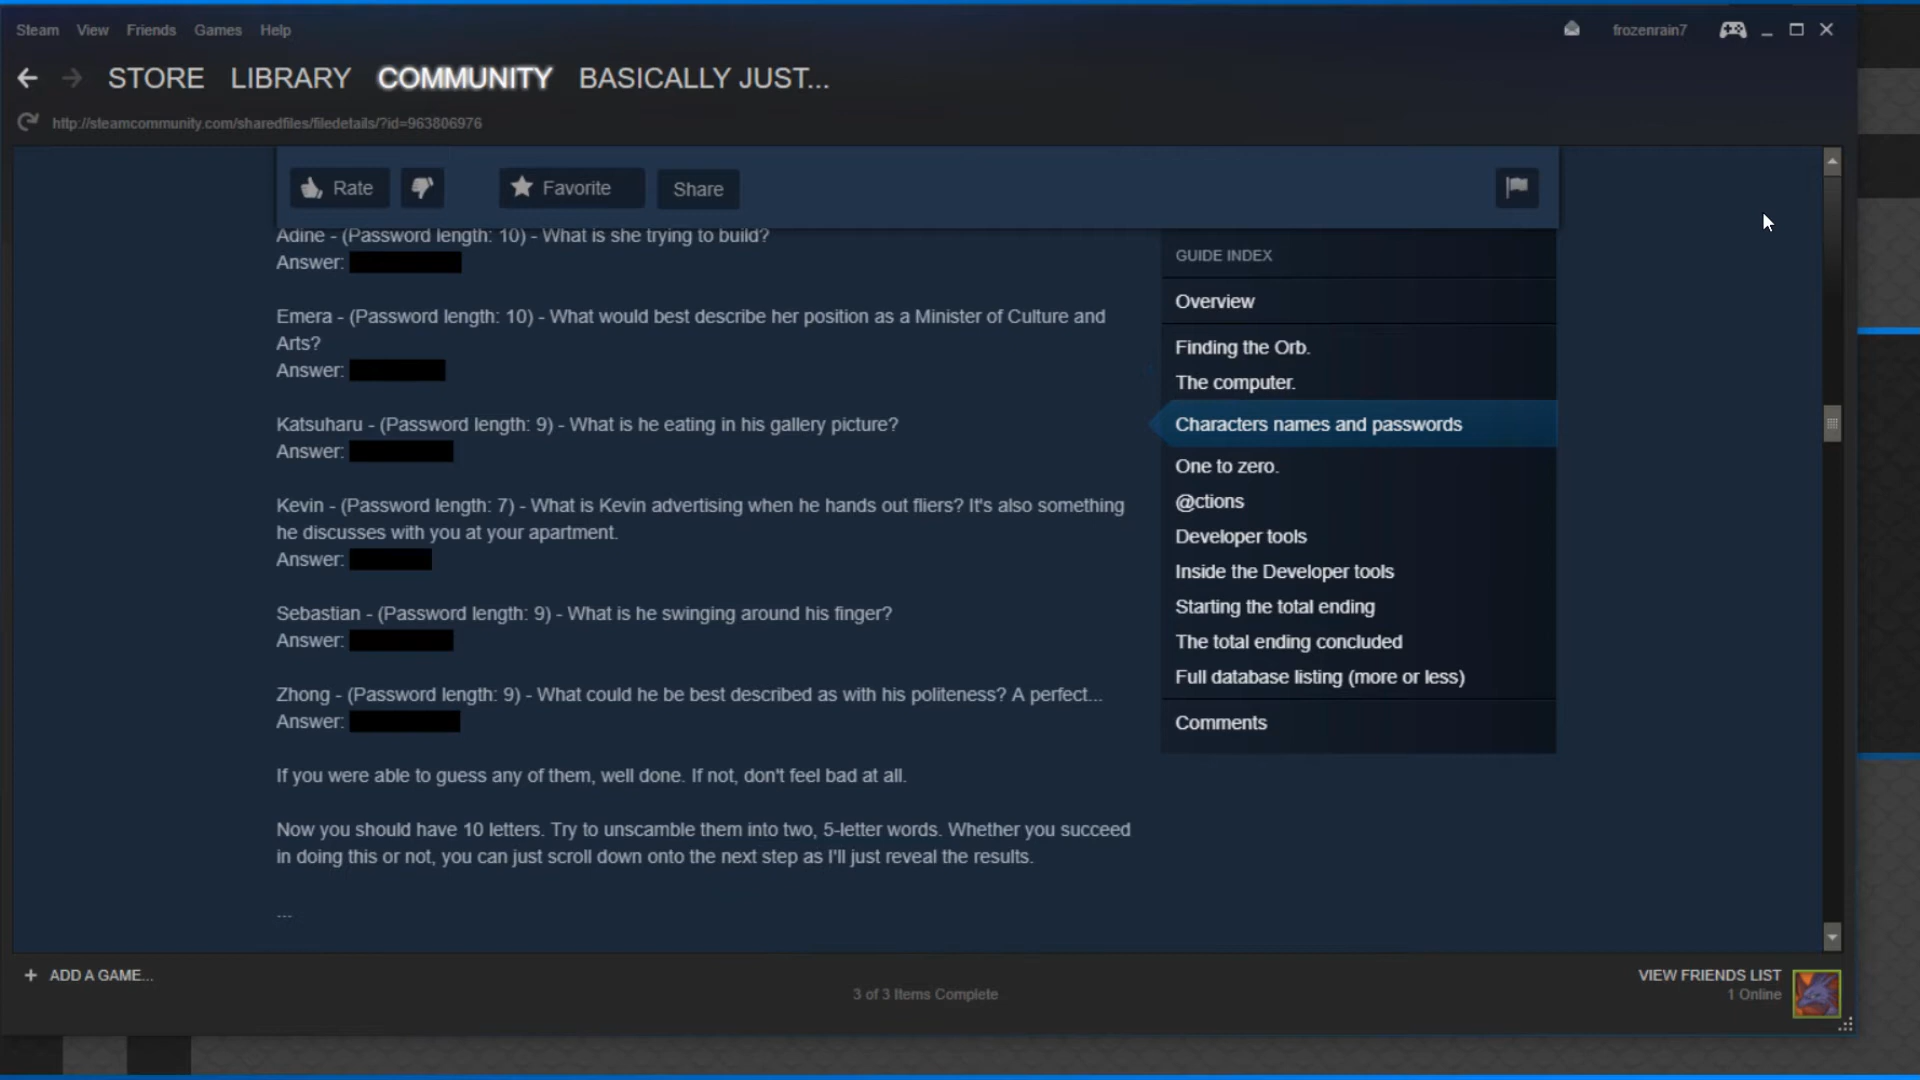 Steam View Friends Games Help
frozenrain7
STORE LIBRARY COMMUNITY BASICALLY JUST...
http://steamcommunity.com/sharedfiles/filedetails/?id=963806976
Rate Favorite Share
Adine - (Password length: 10) - What is she trying to build?
Answer:
Emera - (Password length: 10) - What would best describe her position as a Minister of Culture and
Arts?
Answer:
Katsuharu - (Password length: 9) - What is he eating in his gallery picture?
Answer:
Kevin - (Password length: 7) - What is Kevin advertising when he hands out fliers? It's also something
he discusses with you at your apartment.
Answer:
Sebastian - (Password length: 9) - What is he swinging around his finger?
Answer:
Zhong - (Password length: 9) - What could he be best described as with his politeness? A perfect...
Answer:
If you were able to guess any of them, well done. If not, don't feel bad at all.
Now you should have 10 letters. Try to unscamble them into two, 5-letter words. Whether you succeed
in doing this or not, you can just scroll down onto the next step as I'll just reveal the results.
...
GUIDE INDEX
Overview
Finding the Orb.
The computer.
Characters names and passwords
One to zero.
@ctions
Developer tools
Inside the Developer tools
Starting the total ending
The total ending concluded
Full database listing (more or less)
Comments
+ ADD A GAME...
3 of 3 Items Complete
VIEW FRIENDS LIST
1 Online